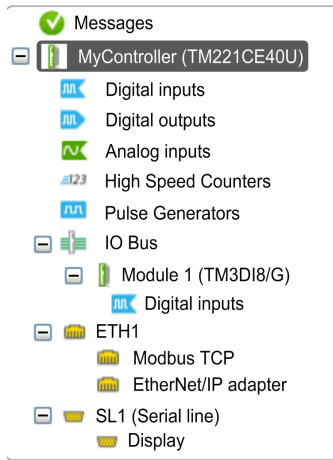 Messages
MyController (TM221CE40U)
Digital inputs
Digital outputs
Analog inputs
123 High Speed Counters
Pulse Generators
IO Bus
Module 1 (TM3DI8/G)
Digital inputs
ETH1
Modbus TCP
EtherNet/IP adapter
SL1 (Serial line)
Display